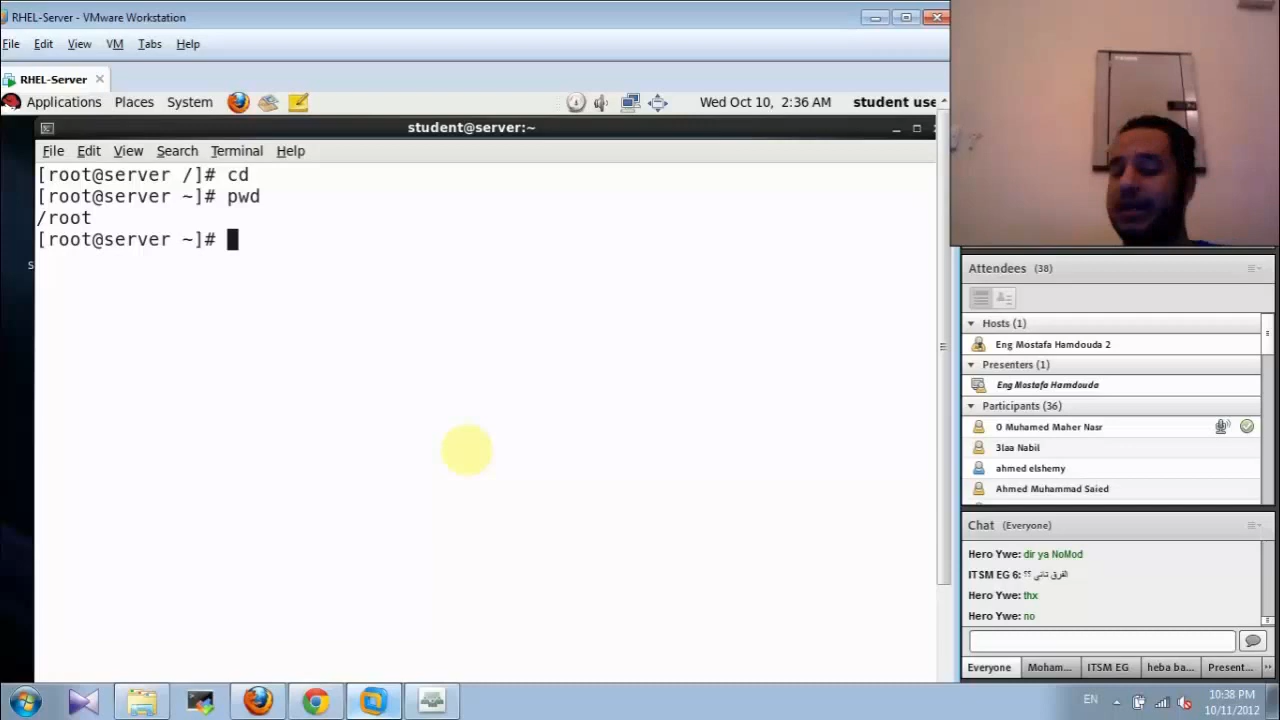 RHEL-Server - VMware Workstation
File Edit View VM Tabs Help
RHEL-Server
Applications Places System Wed Oct 10, 2:36 AM student use
student@server:~
File Edit View Search Terminal Help
[root@server /]# cd
[root@server ~]# pwd
/root
[root@server ~]#
s
Attendees (38)
Hosts (1)
Eng Mostafa Hamdouda 2
Presenters (1)
Eng Mostafa Hamdouda
Participants (36)
0 Muhamed Maher Nasr
3laa Nabil
ahmed elshemy
Ahmed Muhammad Saied
Chat (Everyone)
Hero Ywe: dir ya NoMod
ITSM EG 6: الفرق تانى ؟؟
Hero Ywe: thx
Hero Ywe: no
Everyone Moham... ITSM EG heba ba... Present...
EN 10:38 PM
10/11/2012